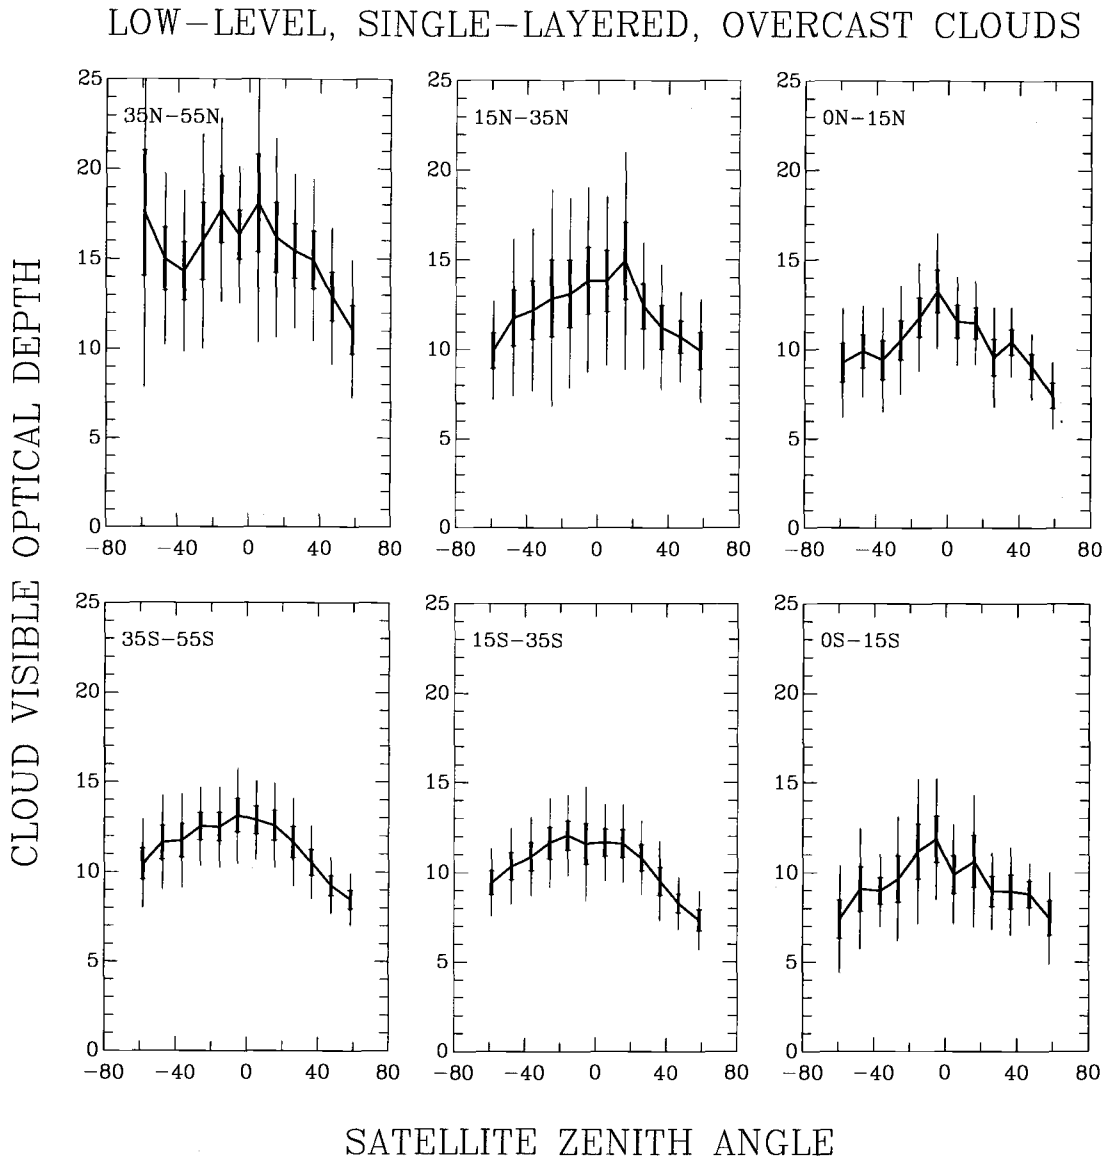 LOW-LEVEL, SINGLE-LAYERED, OVERCAST CLOUDS
CLOUD VISIBLE OPTICAL DEPTH
35N-55N
25
20
15
10
5
0
-80 -40 0 40 80
15N-35N
25
20
15
10
5
0
-80 -40 0 40 80
0N-15N
25
20
15
10
5
0
-80 -40 0 40 80
35S-55S
25
20
15
10
5
0
-80 -40 0 40 80
15S-35S
25
20
15
10
5
0
-80 -40 0 40 80
0S-15S
25
20
15
10
5
0
-80 -40 0 40 80
SATELLITE ZENITH ANGLE